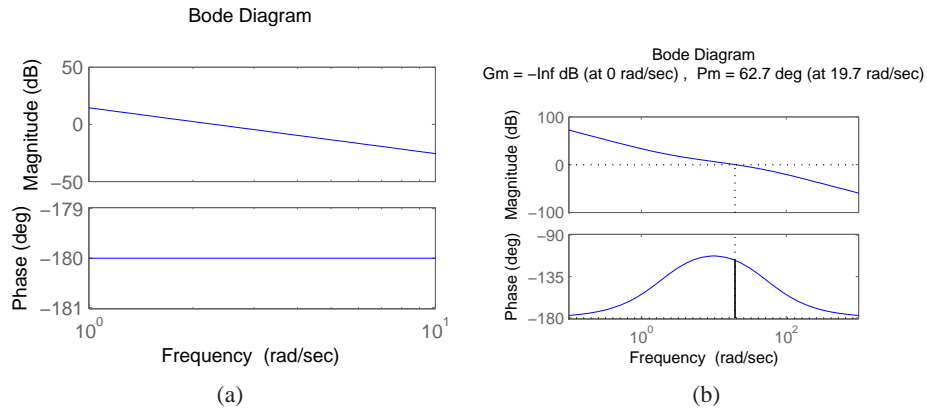 Bode Diagram
50
0
−50
Magnitude (dB)
−179
−180
−181
Phase (deg)
10^0
10^1
Frequency (rad/sec)
(a)
Bode Diagram
Gm = −Inf dB (at 0 rad/sec) , Pm = 62.7 deg (at 19.7 rad/sec)
100
0
−100
Magnitude (dB)
−90
−135
−180
Phase (deg)
10^0
10^2
Frequency (rad/sec)
(b)